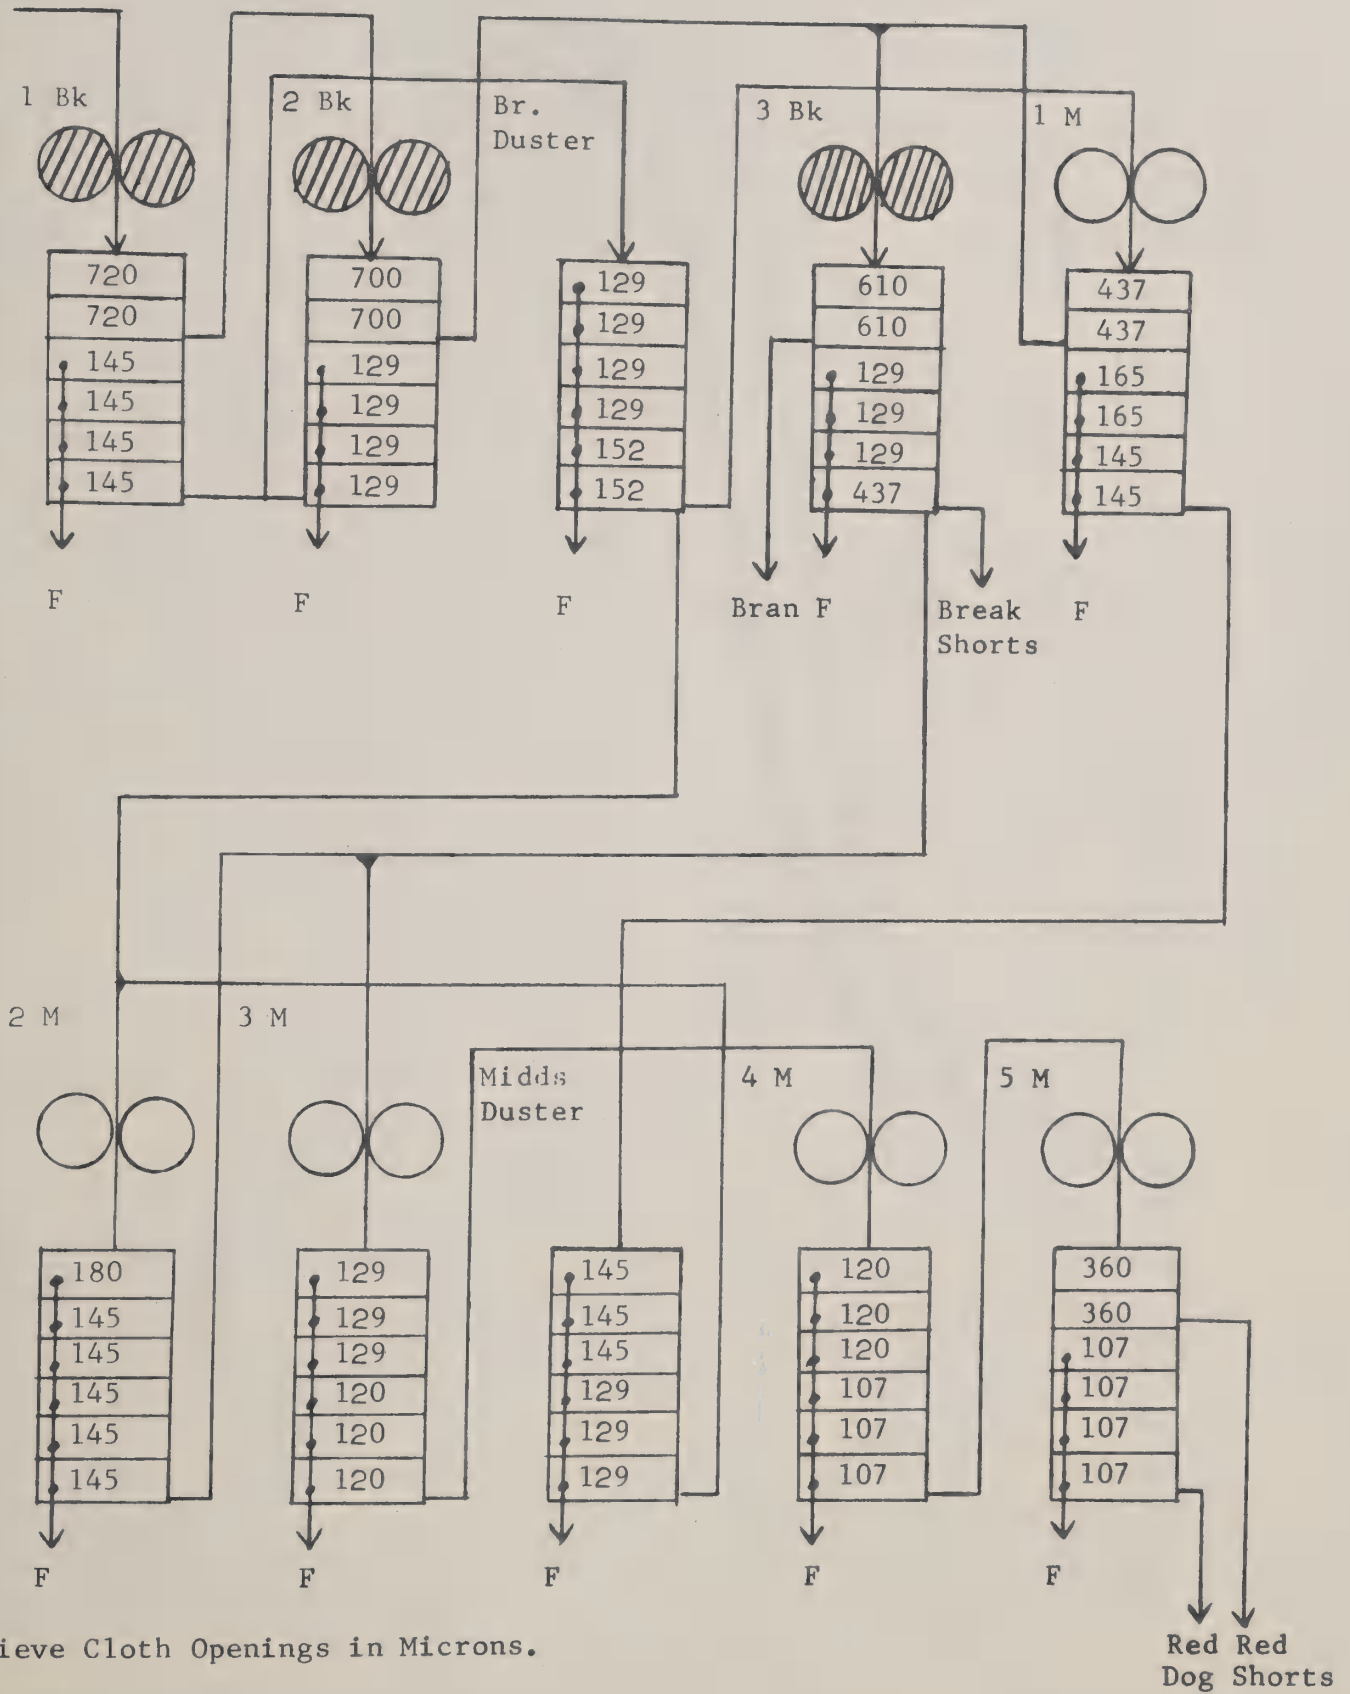 1 Bk
2 Bk
Br.
Duster
3 Bk
1 M
720
720
145
145
145
145
F
700
700
129
129
129
129
F
129
129
129
129
152
152
F
610
610
129
129
129
437
Bran F
Break
Shorts
437
437
165
165
145
145
F
2 M
3 M
Midds
Duster
4 M
5 M
180
145
145
145
145
145
F
129
129
129
120
120
120
F
145
145
145
129
129
129
F
120
120
120
107
107
107
F
360
360
107
107
107
107
F
Red Red
Dog Shorts
ieve Cloth Openings in Microns.